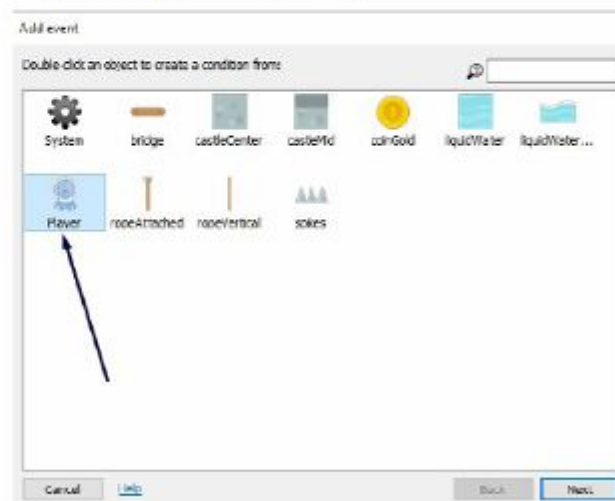 Add event
Double-click an object to create a condition from:
System bridge castleCenter castleMid coinGold liquidWater liquidWater...
Player ropeAttached ropeVertical spikes
Cancel Help Back Next